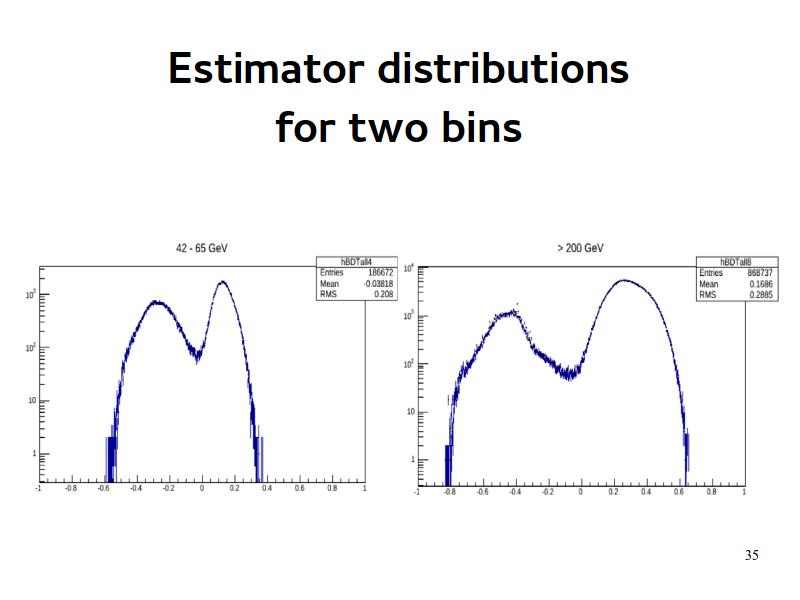 Estimator distributions
for two bins
42 - 65 GeV
hBDTall4
Entries 186672
Mean -0.03818
RMS 0.208
10^3
10^2
10
1
-1 -0.8 -0.6 -0.4 -0.2 0 0.2 0.4 0.6 0.8 1
> 200 GeV
hBDTall8
Entries 868737
Mean 0.1686
RMS 0.2885
10^4
10^3
10^2
10
1
-1 -0.8 -0.6 -0.4 -0.2 0 0.2 0.4 0.6 0.8 1
35